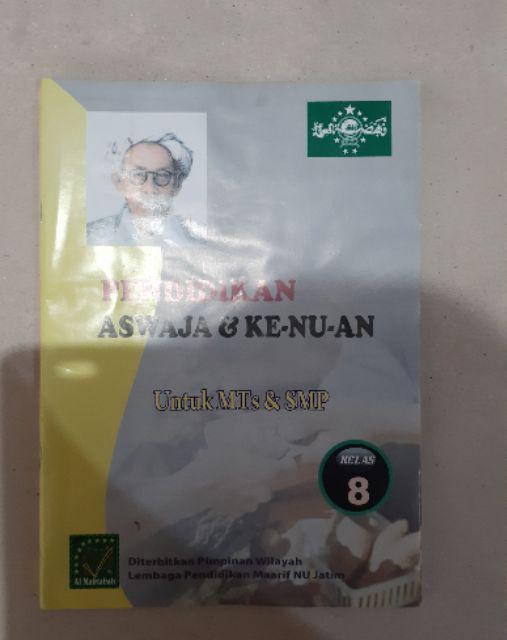 PENDIDIKAN
ASWAJA & KE-NU-AN
Untuk MTs & SMP
KELAS
8
Diterbitkan Pimpinan Wilayah
Lembaga Pendidikan Maarif NU Jatim